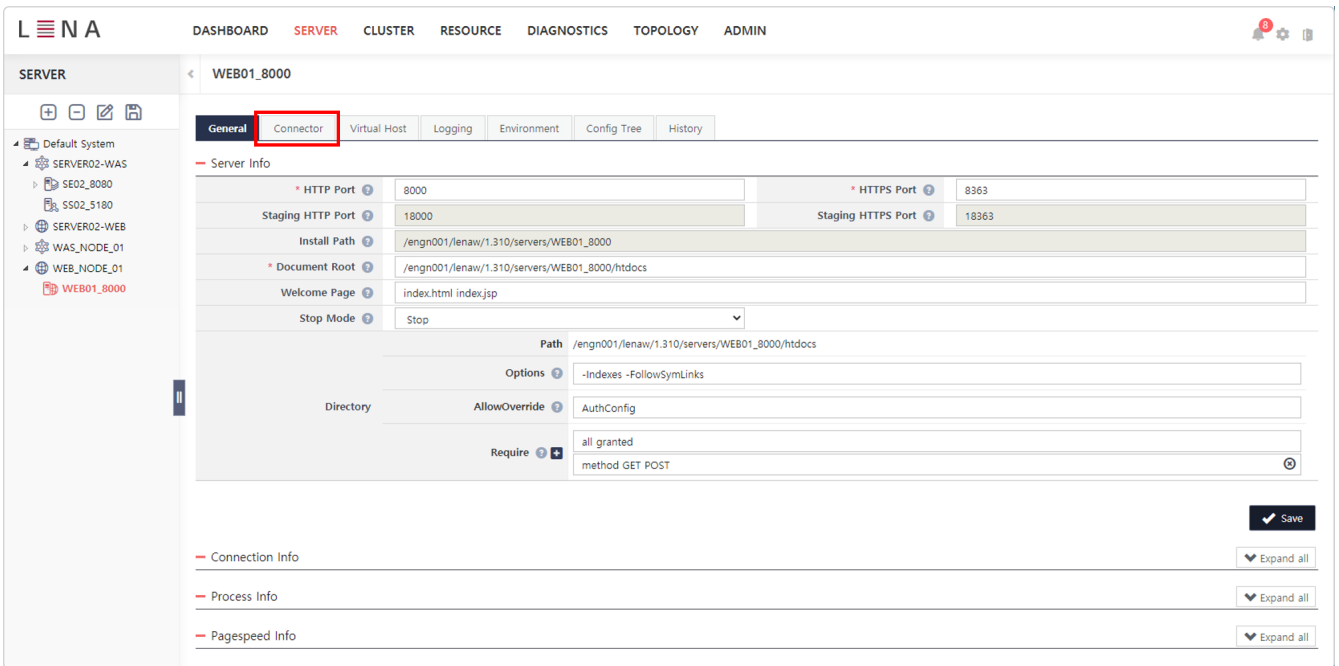 LENA
DASHBOARD SERVER CLUSTER RESOURCE DIAGNOSTICS TOPOLOGY ADMIN
8
SERVER
WEB01_8000
Default System
SERVER02-WAS
SE02_8080
SS02_5180
SERVER02-WEB
WAS_NODE_01
WEB_NODE_01
WEB01_8000
General Connector Virtual Host Logging Environment Config Tree History
Server Info
* HTTP Port ? 8000 * HTTPS Port ? 8363
Staging HTTP Port ? 18000 Staging HTTPS Port ? 18363
Install Path ? /engn001/lenaw/1.310/servers/WEB01_8000
* Document Root ? /engn001/lenaw/1.310/servers/WEB01_8000/htdocs
Welcome Page ? index.html index.jsp
Stop Mode ? Stop
Path /engn001/lenaw/1.310/servers/WEB01_8000/htdocs
Options ? -Indexes -FollowSymLinks
Directory AllowOverride ? AuthConfig
Require ? + all granted
method GET POST
Save
Connection Info Expand all
Process Info Expand all
Pagespeed Info Expand all